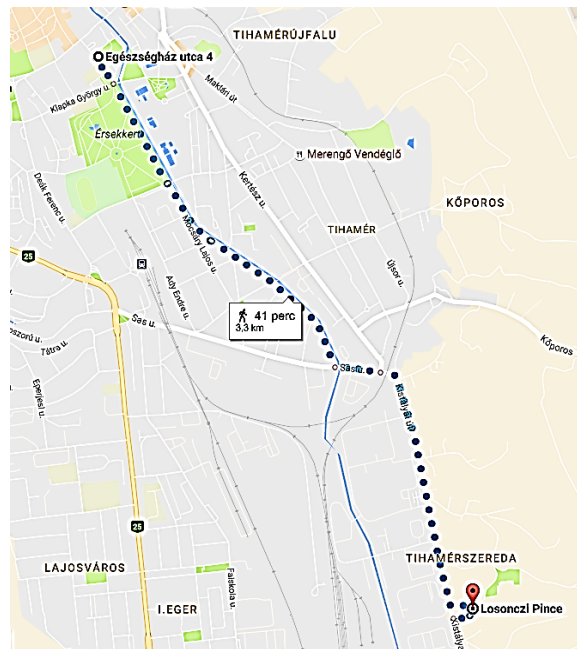 TIHAMÉRÚJFALU
Egészségház utca 4
Maklári út
Klapka György u.
Érsekkert
Merengő Vendéglő
Kertész u.
Deák Ferenc u.
KŐPOROS
TIHAMÉR
Mocsáry Lajos u.
25
Ady Endre u.
Újsor u.
41 perc
3,3 km
Sas u.
Kőporos
Tátra u.
Sas u.
Eperjesi u.
Kistályai út
25
TIHAMÉRSZEREDA
LAJOSVÁROS
Faiskola u.
I.EGER
Losonczi Pince